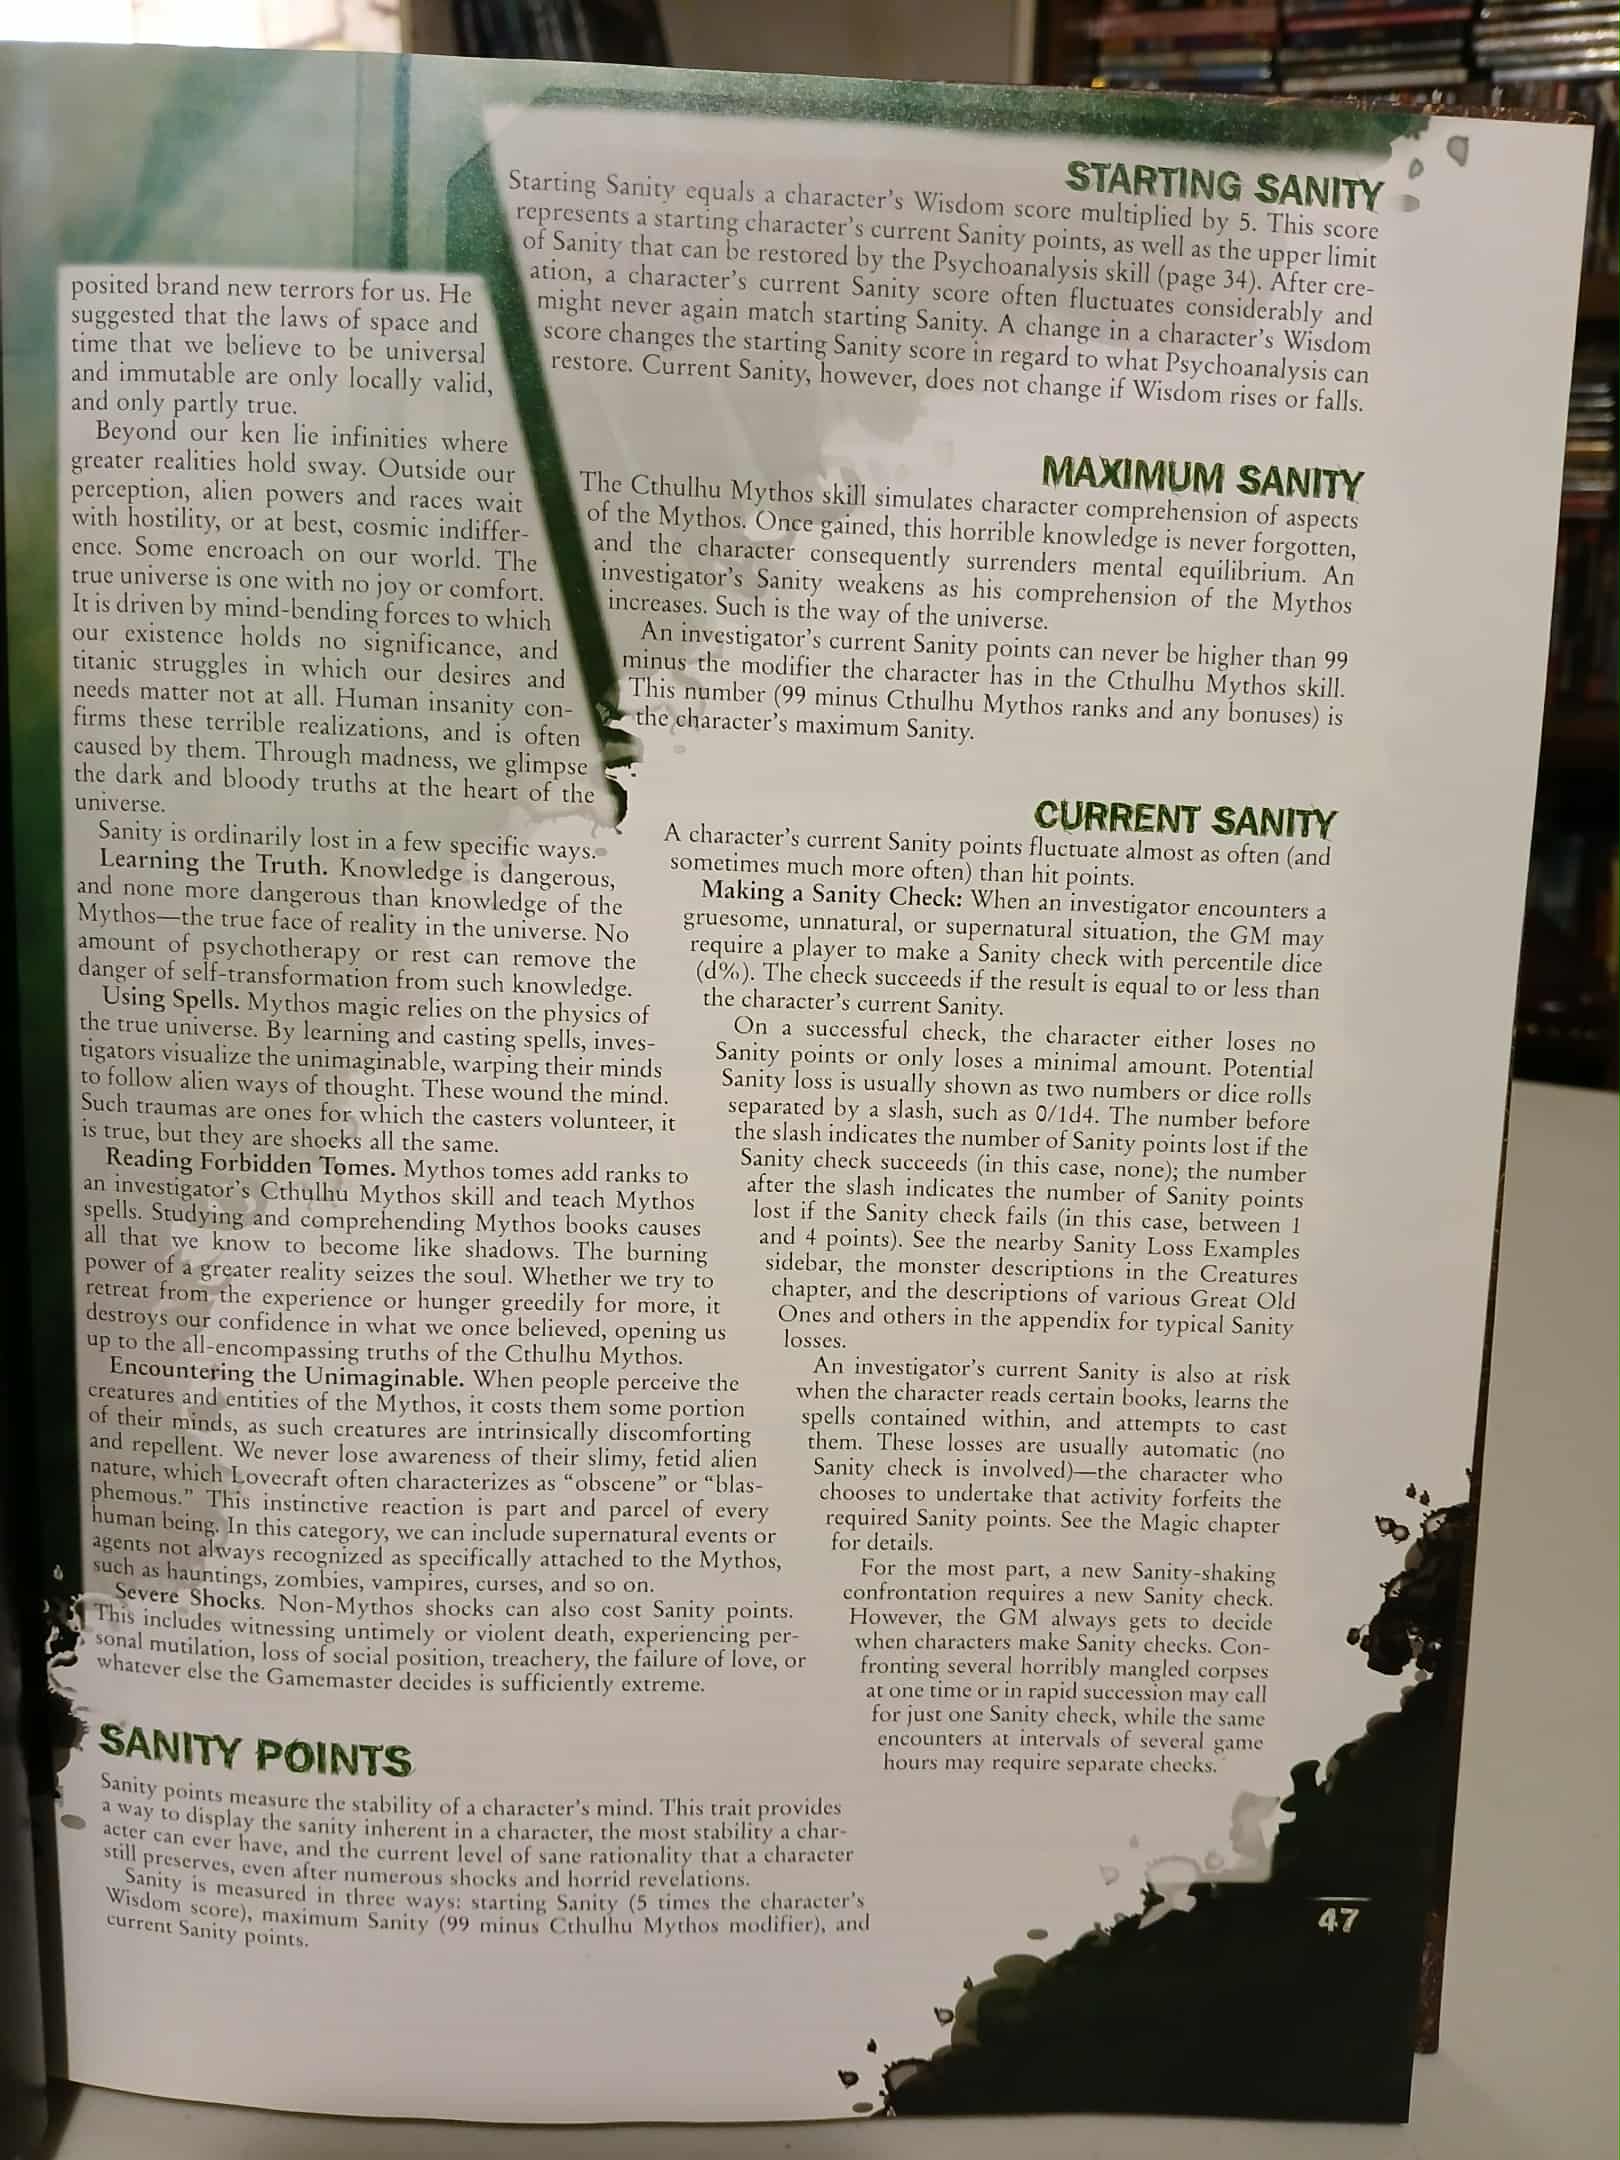 posited brand new terrors for us. He
suggested that the laws of space and
time that we believe to be universal
and immutable are only locally valid,
and only partly true.
Beyond our ken lie infinities where
greater realities hold sway. Outside our
perception, alien powers and races wait
with hostility, or at best, cosmic indiffer-
ence. Some encroach on our world. The
true universe is one with no joy or comfort.
It is driven by mind-bending forces to which
our existence holds no significance, and
titanic struggles in which our desires and
needs matter not at all. Human insanity con-
firms these terrible realizations, and is often
caused by them. Through madness, we glimpse
the dark and bloody truths at the heart of the
universe.
Sanity is ordinarily lost in a few specific ways.
Learning the Truth. Knowledge is dangerous,
and none more dangerous than knowledge of the
Mythos—the true face of reality in the universe. No
amount of psychotherapy or rest can remove the
danger of self-transformation from such knowledge.
Using Spells. Mythos magic relies on the physics of
the true universe. By learning and casting spells, inves-
tigators visualize the unimaginable, warping their minds
to follow alien ways of thought. These wound the mind.
Such traumas are ones for which the casters volunteer, it
is true, but they are shocks all the same.
Reading Forbidden Tomes. Mythos tomes add ranks to
an investigator's Cthulhu Mythos skill and teach Mythos
spells. Studying and comprehending Mythos books causes
all that we know to become like shadows. The burning
power of a greater reality seizes the soul. Whether we try to
retreat from the experience or hunger greedily for more, it
destroys our confidence in what we once believed, opening us
up to the all-encompassing truths of the Cthulhu Mythos.
Encountering the Unimaginable. When people perceive the
creatures and entities of the Mythos, it costs them some portion
of their minds, as such creatures are intrinsically discomforting
and repellent. We never lose awareness of their slimy, fetid alien
nature, which Lovecraft often characterizes as “obscene” or “blas-
phemous.” This instinctive reaction is part and parcel of every
human being. In this category, we can include supernatural events or
agents not always recognized as specifically attached to the Mythos,
such as hauntings, zombies, vampires, curses, and so on.
Severe Shocks. Non-Mythos shocks can also cost Sanity points.
This includes witnessing untimely or violent death, experiencing per-
sonal mutilation, loss of social position, treachery, the failure of love, or
whatever else the Gamemaster decides is sufficiently extreme.
SANITY POINTS
Sanity points measure the stability of a character's mind. This trait provides
a way to display the sanity inherent in a character, the most stability a char-
acter can ever have, and the current level of sane rationality that a character
still preserves, even after numerous shocks and horrid revelations.
Sanity is measured in three ways: starting Sanity (5 times the character's
Wisdom score), maximum Sanity (99 minus Cthulhu Mythos modifier), and
current Sanity points.
STARTING SANITY
Starting Sanity equals a character's Wisdom score multiplied by 5. This score
represents a starting character's current Sanity points, as well as the upper limit
of Sanity that can be restored by the Psychoanalysis skill (page 34). After cre-
ation, a character's current Sanity score often fluctuates considerably and
might never again match starting Sanity. A change in a character's Wisdom
score changes the starting Sanity score in regard to what Psychoanalysis can
restore. Current Sanity, however, does not change if Wisdom rises or falls.
MAXIMUM SANITY
The Cthulhu Mythos skill simulates character comprehension of aspects
of the Mythos. Once gained, this horrible knowledge is never forgotten,
and the character consequently surrenders mental equilibrium. An
investigator's Sanity weakens as his comprehension of the Mythos
increases. Such is the way of the universe.
An investigator's current Sanity points can never be higher than 99
minus the modifier the character has in the Cthulhu Mythos skill.
This number (99 minus Cthulhu Mythos ranks and any bonuses) is
the character's maximum Sanity.
CURRENT SANITY
A character's current Sanity points fluctuate almost as often (and
sometimes much more often) than hit points.
Making a Sanity Check: When an investigator encounters a
gruesome, unnatural, or supernatural situation, the GM may
require a player to make a Sanity check with percentile dice
(d%). The check succeeds if the result is equal to or less than
the character's current Sanity.
On a successful check, the character either loses no
Sanity points or only loses a minimal amount. Potential
Sanity loss is usually shown as two numbers or dice rolls
separated by a slash, such as 0/1d4. The number before
the slash indicates the number of Sanity points lost if the
Sanity check succeeds (in this case, none); the number
after the slash indicates the number of Sanity points
lost if the Sanity check fails (in this case, between 1
and 4 points). See the nearby Sanity Loss Examples
sidebar, the monster descriptions in the Creatures
chapter, and the descriptions of various Great Old
Ones and others in the appendix for typical Sanity
losses.
An investigator's current Sanity is also at risk
when the character reads certain books, learns the
spells contained within, and attempts to cast
them. These losses are usually automatic (no
Sanity check is involved)—the character who
chooses to undertake that activity forfeits the
required Sanity points. See the Magic chapter
for details.
For the most part, a new Sanity-shaking
confrontation requires a new Sanity check.
However, the GM always gets to decide
when characters make Sanity checks. Con-
fronting several horribly mangled corpses
at one time or in rapid succession may call
for just one Sanity check, while the same
encounters at intervals of several game
hours may require separate checks.
47